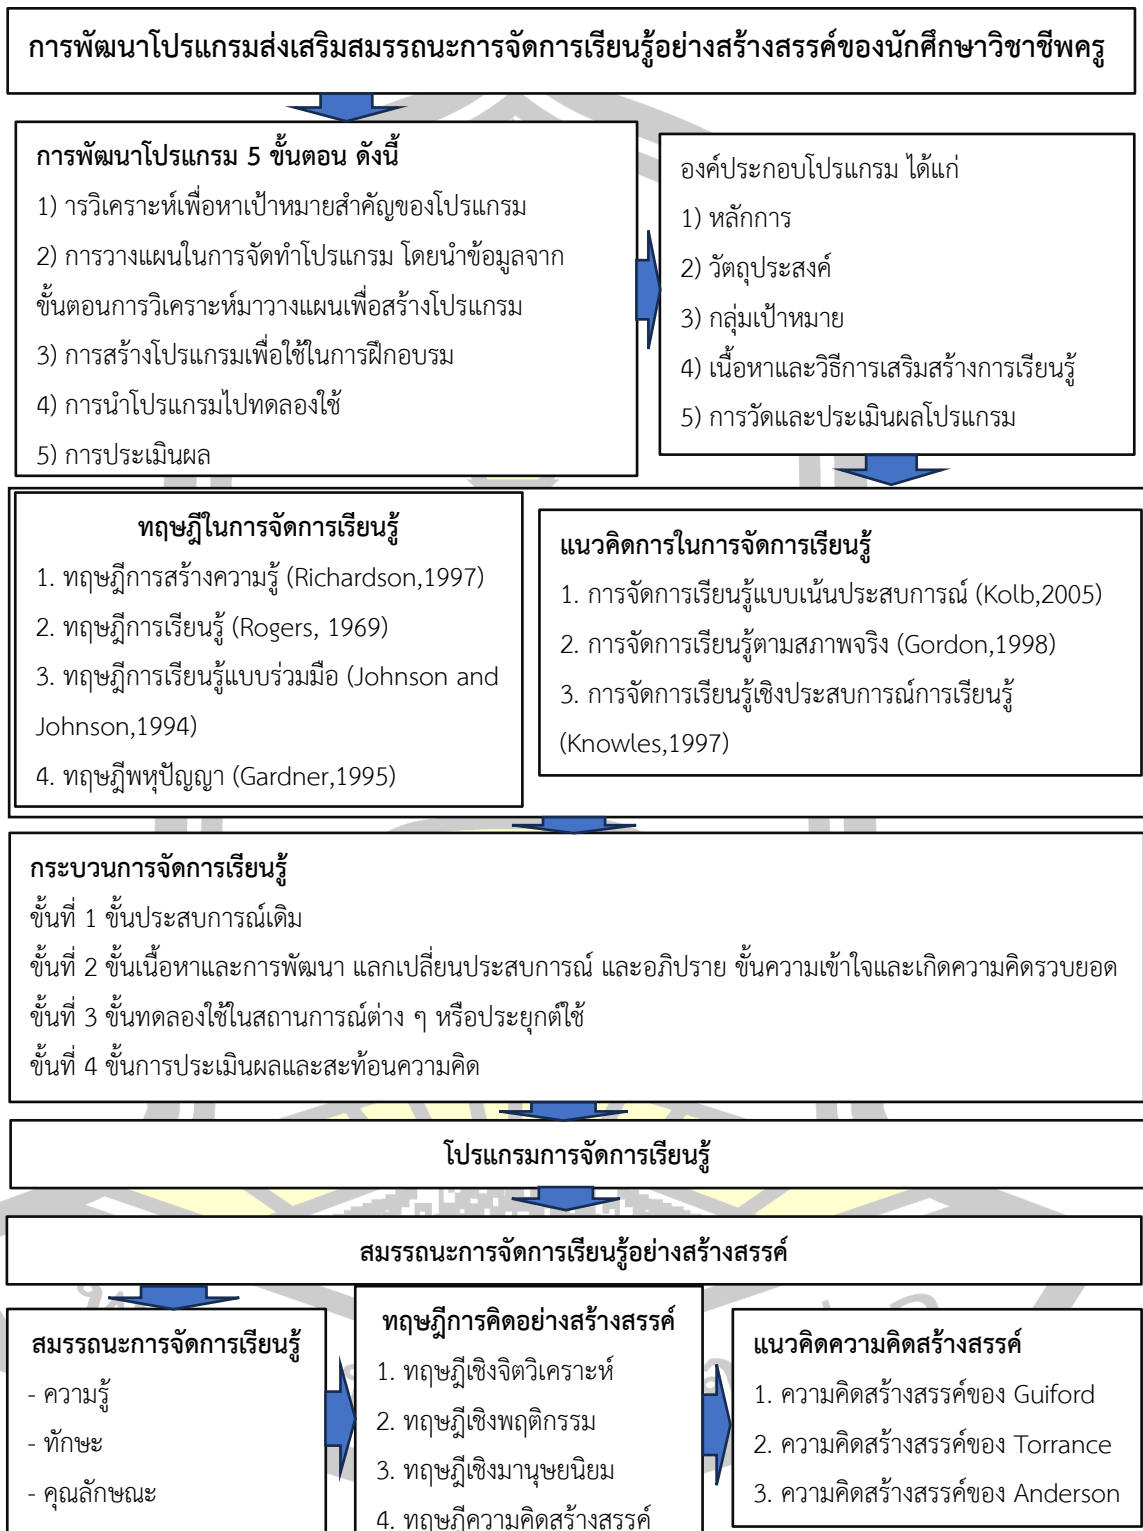 การพัฒนาโปรแกรมส่งเสริมสมรรถนะการจัดการเรียนรู้อย่างสร้างสรรค์ของนักศึกษาวิชาชีพครู
การพัฒนาโปรแกรม 5 ขั้นตอน ดังนี้
1) ารวิเคราะห์เพื่อหาเป้าหมายสำคัญของโปรแกรม
2) การวางแผนในการจัดทำโปรแกรม โดยนำข้อมูลจาก
ขั้นตอนการวิเคราะห์มาวางแผนเพื่อสร้างโปรแกรม
3) การสร้างโปรแกรมเพื่อใช้ในการฝึกอบรม
4) การนำโปรแกรมไปทดลองใช้
5) การประเมินผล
องค์ประกอบโปรแกรม ได้แก่
1) หลักการ
2) วัตถุประสงค์
3) กลุ่มเป้าหมาย
4) เนื้อหาและวิธีการเสริมสร้างการเรียนรู้
5) การวัดและประเมินผลโปรแกรม
ทฤษฎีในการจัดการเรียนรู้
1. ทฤษฎีการสร้างความรู้ (Richardson,1997)
2. ทฤษฎีการเรียนรู้ (Rogers, 1969)
3. ทฤษฎีการเรียนรู้แบบร่วมมือ (Johnson and
Johnson,1994)
4. ทฤษฎีพหุปัญญา (Gardner,1995)
แนวคิดการในการจัดการเรียนรู้
1. การจัดการเรียนรู้แบบเน้นประสบการณ์ (Kolb,2005)
2. การจัดการเรียนรู้ตามสภาพจริง (Gordon,1998)
3. การจัดการเรียนรู้เชิงประสบการณ์การเรียนรู้
(Knowles,1997)
กระบวนการจัดการเรียนรู้
ขั้นที่ 1 ขั้นประสบการณ์เดิม
ขั้นที่ 2 ขั้นเนื้อหาและการพัฒนา แลกเปลี่ยนประสบการณ์ และอภิปราย ขั้นความเข้าใจและเกิดความคิดรวบยอด
ขั้นที่ 3 ขั้นทดลองใช้ในสถานการณ์ต่าง ๆ หรือประยุกต์ใช้
ขั้นที่ 4 ขั้นการประเมินผลและสะท้อนความคิด
โปรแกรมการจัดการเรียนรู้
สมรรถนะการจัดการเรียนรู้อย่างสร้างสรรค์
สมรรถนะการจัดการเรียนรู้
- ความรู้
- ทักษะ
- คุณลักษณะ
ทฤษฎีการคิดอย่างสร้างสรรค์
1. ทฤษฎีเชิงจิตวิเคราะห์
2. ทฤษฎีเชิงพฤติกรรม
3. ทฤษฎีเชิงมานุษยนิยม
4. ทฤษฎีความคิดสร้างสรรค์
แนวคิดความคิดสร้างสรรค์
1. ความคิดสร้างสรรค์ของ Guiford
2. ความคิดสร้างสรรค์ของ Torrance
3. ความคิดสร้างสรรค์ของ Anderson